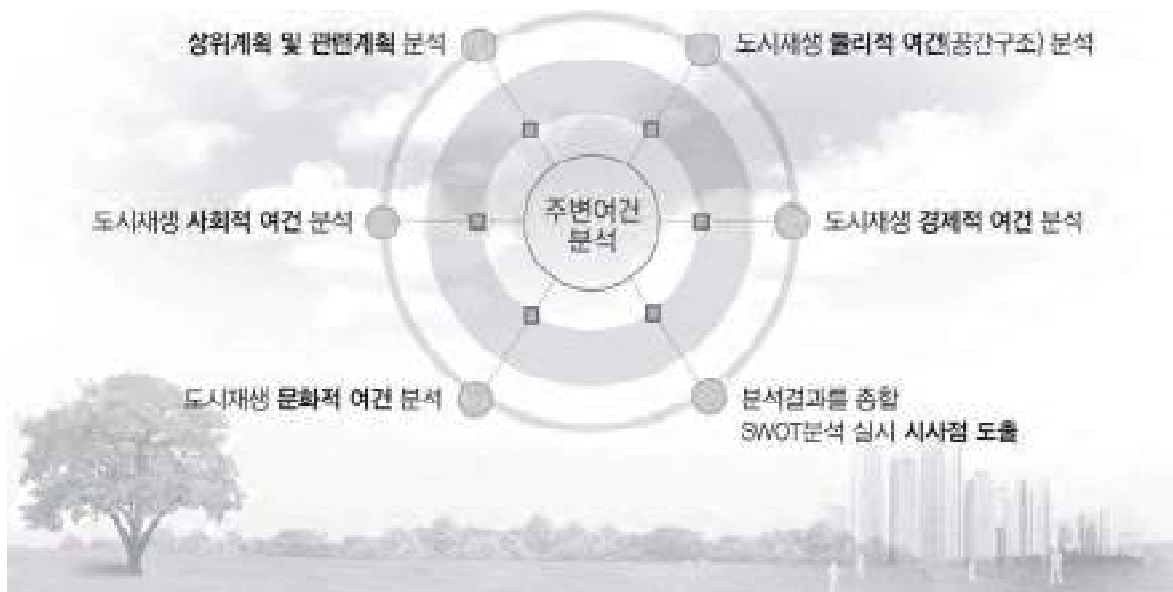 상위계획 및 관련계획 분석
도시재생 물리적 여건(공간구조) 분석
주변여건
분석
도시재생 사회적 여건 분석
도시재생 경제적 여건 분석
도시재생 문화적 여건 분석
분석결과를 종합
SWOT분석 실시 시사점 도출